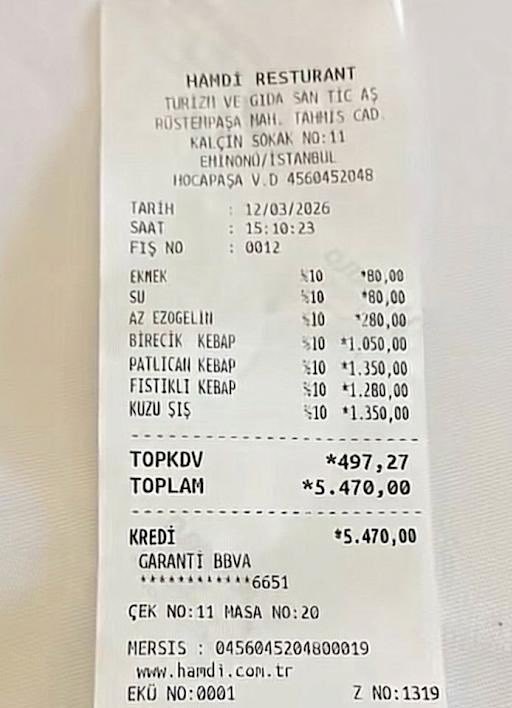 HAMDİ RESTURANT
TURİZM VE GIDA SAN TİC AŞ
RÜSTEMPAŞA MAH. TAHMİS CAD.
KALÇIN SOKAK NO:11
EMİNONÜ/İSTANBUL
HOCAPAŞA V.D 4560452048
TARİH : 12/03/2026
SAAT : 15:10:23
FIŞ NO : 0012
EKMEK %10 *80,00
SU %10 *80,00
AZ EZOGELIN %10 *280,00
BİRECİK KEBAP %10 *1.050,00
PATLICAN KEBAP %10 *1.350,00
FISTIKLI KEBAP %10 *1.280,00
KUZU ŞIŞ %10 *1.350,00
TOPKDV *497,27
TOPLAM *5.470,00
KREDİ *5.470,00
GARANTİ BBVA
************6651
ÇEK NO:11 MASA NO:20
MERSIS : 0456045204800019
www.hamdi.com.tr
EKÜ NO:0001 Z NO:1319